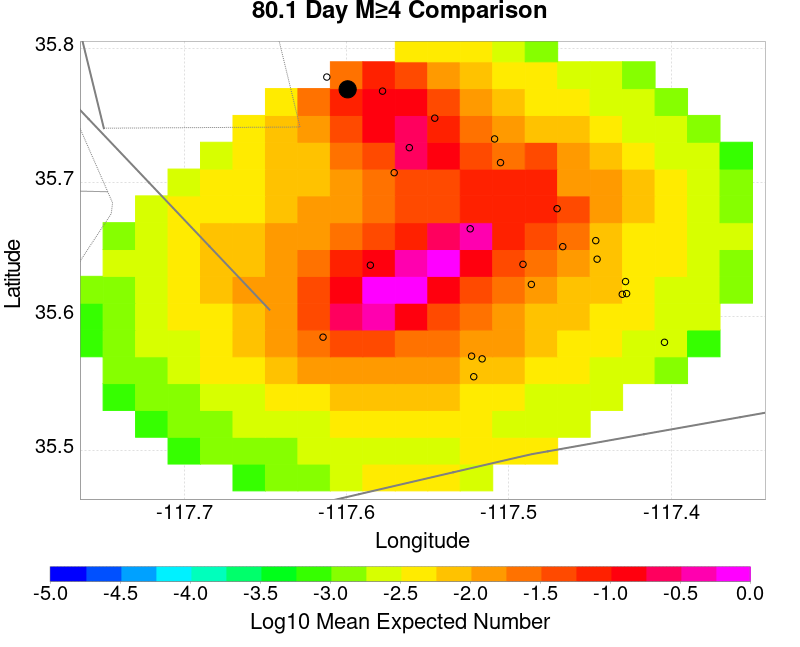 80.1 Day M≥4 Comparison
35.8
35.7
35.6
35.5
Latitude
-117.7 -117.6 -117.5 -117.4
Longitude
-5.0 -4.5 -4.0 -3.5 -3.0 -2.5 -2.0 -1.5 -1.0 -0.5 0.0
Log10 Mean Expected Number